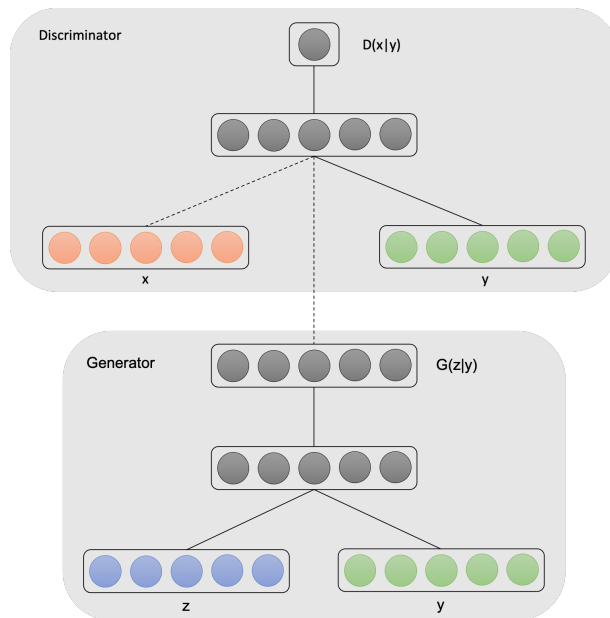 Discriminator
D(x|y)
x
y
Generator
G(z|y)
z
y